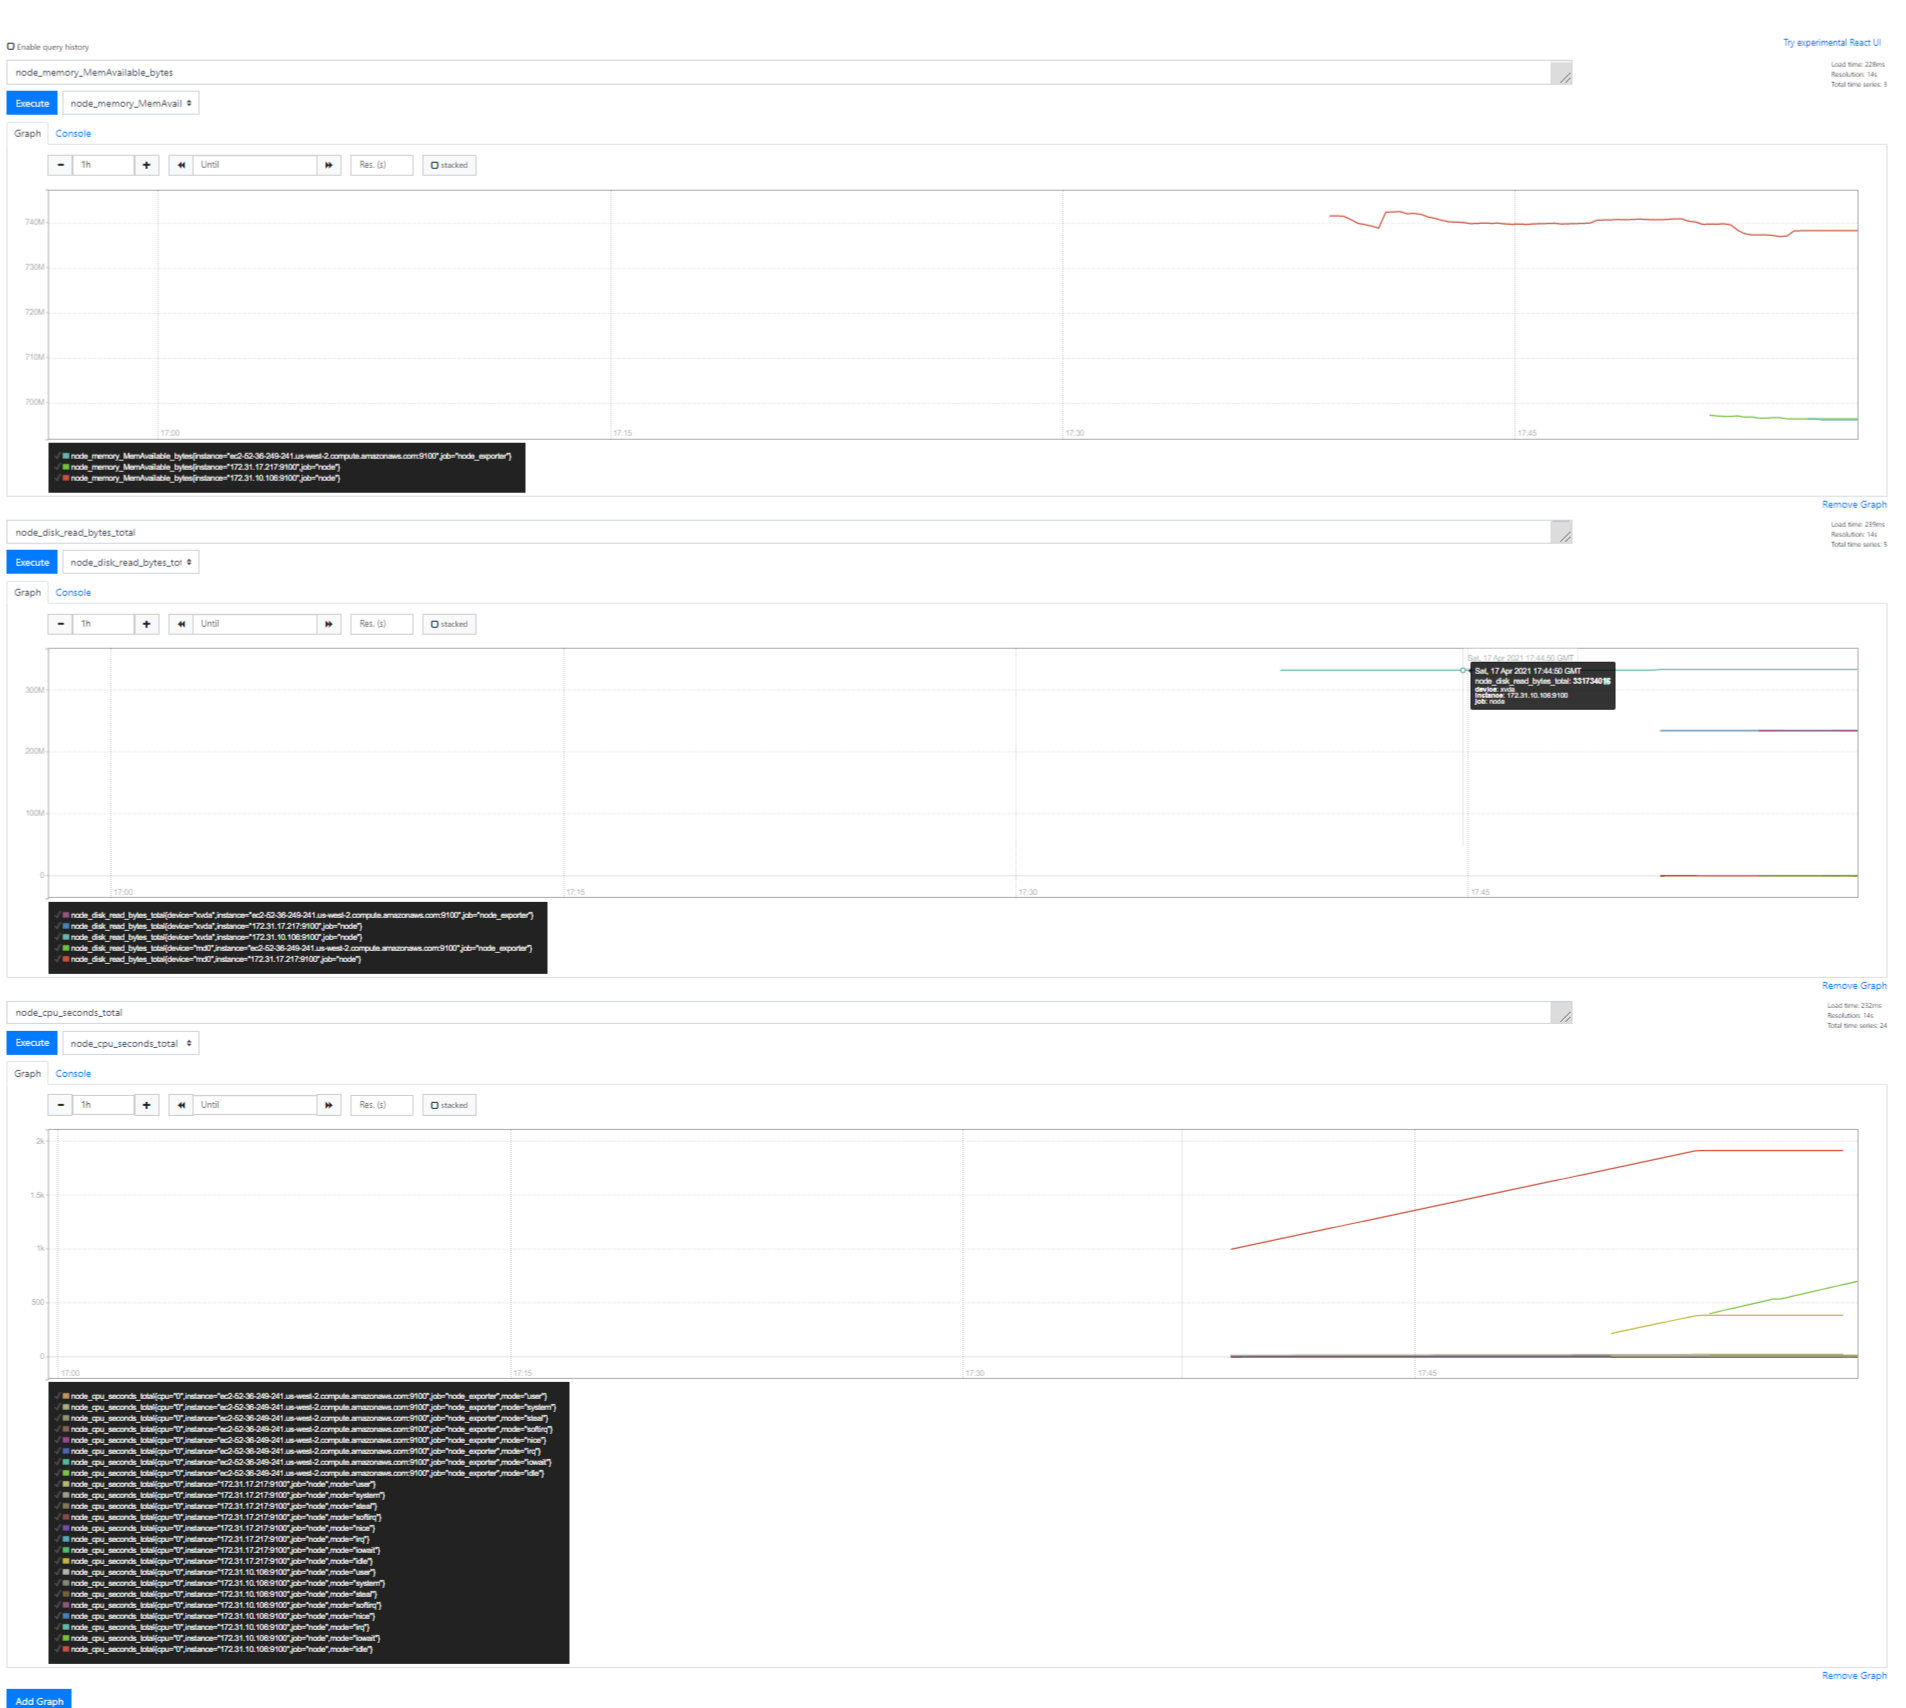 Enable query history
Try experimental React UI
node_memory_MemAvailable_bytes
Load time: 228ms
Resolution: 14s
Total time series: 3
Execute
node_memory_MemAvail
Graph Console
- 1h + Until Res. (s) stacked
740M
730M
720M
710M
700M
17:00 17:15 17:30 17:45
node_memory_MemAvailable_bytes{instance="ec2-52-36-249-241.us-west-2.compute.amazonaws.com:9100",job="node_exporter"}
node_memory_MemAvailable_bytes{instance="172.31.17.217:9100",job="node"}
node_memory_MemAvailable_bytes{instance="172.31.10.106:9100",job="node"}
Remove Graph
node_disk_read_bytes_total
Load time: 239ms
Resolution: 14s
Total time series: 5
Execute
node_disk_read_bytes_tot
Graph Console
- 1h + Until Res. (s) stacked
Sat, 17 Apr 2021 17:44:50 GMT
Sat, 17 Apr 2021 17:44:50 GMT
node_disk_read_bytes_total: 331734016
device: xvda
instance: 172.31.10.106:9100
job: node
300M
200M
100M
0
17:00 17:15 17:30 17:45
node_disk_read_bytes_total{device="xvda",instance="ec2-52-36-249-241.us-west-2.compute.amazonaws.com:9100",job="node_exporter"}
node_disk_read_bytes_total{device="xvda",instance="172.31.17.217:9100",job="node"}
node_disk_read_bytes_total{device="xvda",instance="172.31.10.106:9100",job="node"}
node_disk_read_bytes_total{device="md0",instance="ec2-52-36-249-241.us-west-2.compute.amazonaws.com:9100",job="node_exporter"}
node_disk_read_bytes_total{device="md0",instance="172.31.17.217:9100",job="node"}
Remove Graph
node_cpu_seconds_total
Load time: 232ms
Resolution: 14s
Total time series: 24
Execute
node_cpu_seconds_total
Graph Console
- 1h + Until Res. (s) stacked
2k
1.5k
1k
500
0
17:00 17:15 17:30 17:45
node_cpu_seconds_total{cpu="0",instance="ec2-52-36-249-241.us-west-2.compute.amazonaws.com:9100",job="node_exporter",mode="user"}
node_cpu_seconds_total{cpu="0",instance="ec2-52-36-249-241.us-west-2.compute.amazonaws.com:9100",job="node_exporter",mode="system"}
node_cpu_seconds_total{cpu="0",instance="ec2-52-36-249-241.us-west-2.compute.amazonaws.com:9100",job="node_exporter",mode="steal"}
node_cpu_seconds_total{cpu="0",instance="ec2-52-36-249-241.us-west-2.compute.amazonaws.com:9100",job="node_exporter",mode="softirq"}
node_cpu_seconds_total{cpu="0",instance="ec2-52-36-249-241.us-west-2.compute.amazonaws.com:9100",job="node_exporter",mode="nice"}
node_cpu_seconds_total{cpu="0",instance="ec2-52-36-249-241.us-west-2.compute.amazonaws.com:9100",job="node_exporter",mode="irq"}
node_cpu_seconds_total{cpu="0",instance="ec2-52-36-249-241.us-west-2.compute.amazonaws.com:9100",job="node_exporter",mode="iowait"}
node_cpu_seconds_total{cpu="0",instance="ec2-52-36-249-241.us-west-2.compute.amazonaws.com:9100",job="node_exporter",mode="idle"}
node_cpu_seconds_total{cpu="0",instance="172.31.17.217:9100",job="node",mode="user"}
node_cpu_seconds_total{cpu="0",instance="172.31.17.217:9100",job="node",mode="system"}
node_cpu_seconds_total{cpu="0",instance="172.31.17.217:9100",job="node",mode="steal"}
node_cpu_seconds_total{cpu="0",instance="172.31.17.217:9100",job="node",mode="softirq"}
node_cpu_seconds_total{cpu="0",instance="172.31.17.217:9100",job="node",mode="nice"}
node_cpu_seconds_total{cpu="0",instance="172.31.17.217:9100",job="node",mode="irq"}
node_cpu_seconds_total{cpu="0",instance="172.31.17.217:9100",job="node",mode="iowait"}
node_cpu_seconds_total{cpu="0",instance="172.31.17.217:9100",job="node",mode="idle"}
node_cpu_seconds_total{cpu="0",instance="172.31.10.106:9100",job="node",mode="user"}
node_cpu_seconds_total{cpu="0",instance="172.31.10.106:9100",job="node",mode="system"}
node_cpu_seconds_total{cpu="0",instance="172.31.10.106:9100",job="node",mode="steal"}
node_cpu_seconds_total{cpu="0",instance="172.31.10.106:9100",job="node",mode="softirq"}
node_cpu_seconds_total{cpu="0",instance="172.31.10.106:9100",job="node",mode="nice"}
node_cpu_seconds_total{cpu="0",instance="172.31.10.106:9100",job="node",mode="irq"}
node_cpu_seconds_total{cpu="0",instance="172.31.10.106:9100",job="node",mode="iowait"}
node_cpu_seconds_total{cpu="0",instance="172.31.10.106:9100",job="node",mode="idle"}
Remove Graph
Add Graph